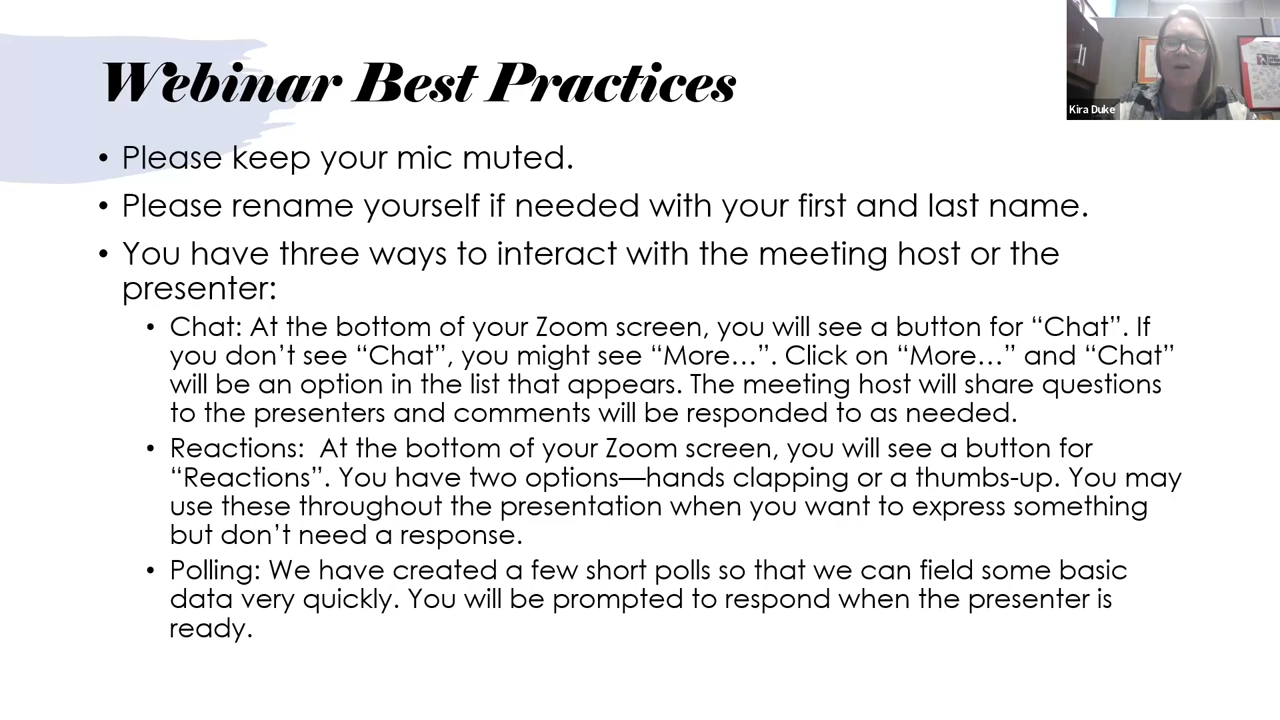 Webinar Best Practices
Kira Duke
• Please keep your mic muted.
• Please rename yourself if needed with your first and last name.
• You have three ways to interact with the meeting host or the
presenter:
• Chat: At the bottom of your Zoom screen, you will see a button for “Chat”. If
you don’t see “Chat”, you might see “More…”. Click on “More…” and “Chat”
will be an option in the list that appears. The meeting host will share questions
to the presenters and comments will be responded to as needed.
• Reactions:  At the bottom of your Zoom screen, you will see a button for
“Reactions”. You have two options—hands clapping or a thumbs-up. You may
use these throughout the presentation when you want to express something
but don’t need a response.
• Polling: We have created a few short polls so that we can field some basic
data very quickly. You will be prompted to respond when the presenter is
ready.